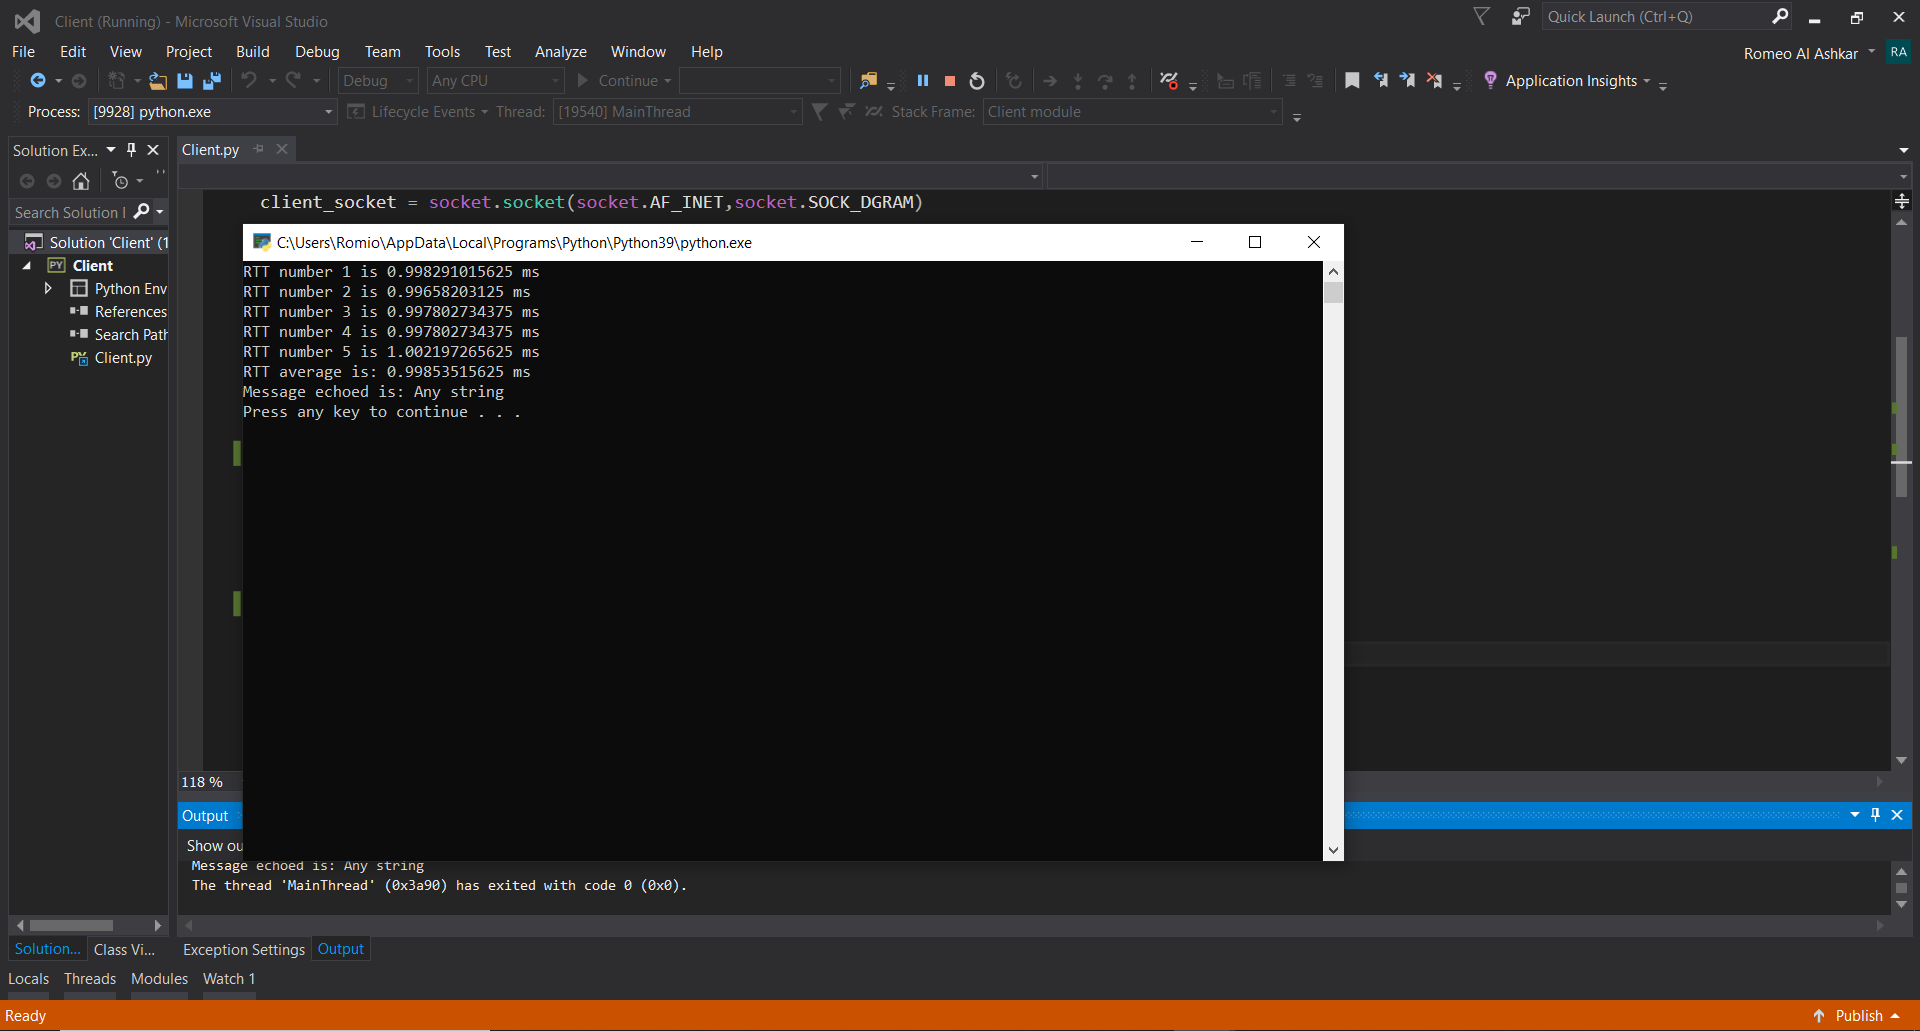 Client (Running) - Microsoft Visual Studio
Quick Launch (Ctrl+Q)
File Edit View Project Build Debug Team Tools Test Analyze Window Help
Romeo Al Ashkar RA
Debug Any CPU Continue Application Insights
Process: [9928] python.exe Lifecycle Events Thread: [19540] MainThread Stack Frame: Client module
Solution Ex...
Client.py
Search Solution
client_socket = socket.socket(socket.AF_INET,socket.SOCK_DGRAM)
Solution 'Client' (1
PY Client
Python Env
References
Search Path
PY Client.py
C:\Users\Romio\AppData\Local\Programs\Python\Python39\python.exe
RTT number 1 is 0.998291015625 ms
RTT number 2 is 0.99658203125 ms
RTT number 3 is 0.997802734375 ms
RTT number 4 is 0.997802734375 ms
RTT number 5 is 1.002197265625 ms
RTT average is: 0.99853515625 ms
Message echoed is: Any string
Press any key to continue . . .
118 %
Output
Show ou
Message echoed is: Any string
The thread 'MainThread' (0x3a90) has exited with code 0 (0x0).
Solution... Class Vi... Exception Settings Output
Locals Threads Modules Watch 1
Ready
Publish